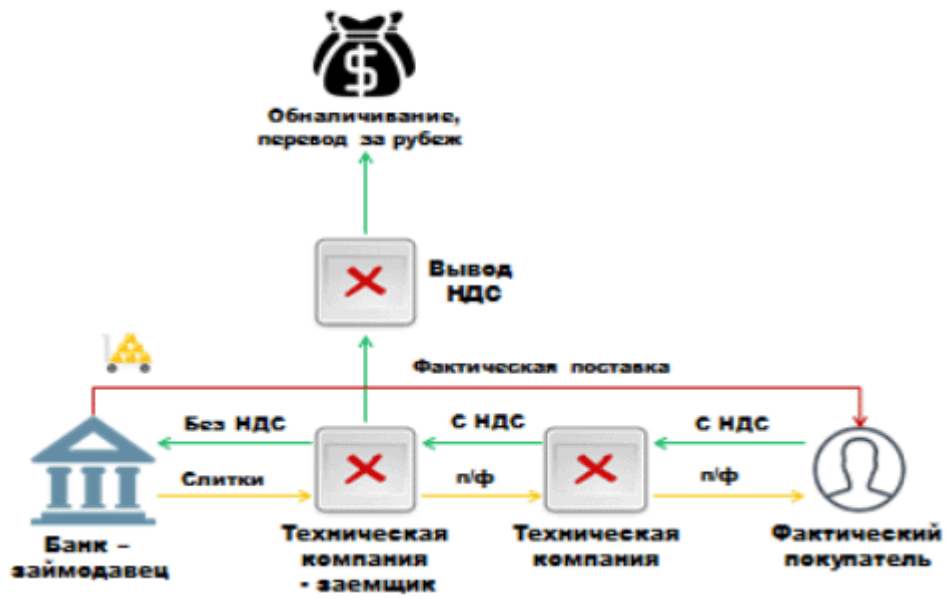 $
Обналичивание,
перевод за рубеж
Вывод
НДС
Фактическая поставка
Без НДС
С НДС
С НДС
Слитки
п/ф
п/ф
Банк –
займодавец
Техническая
компания
- заемщик
Техническая
компания
Фактический
покупатель